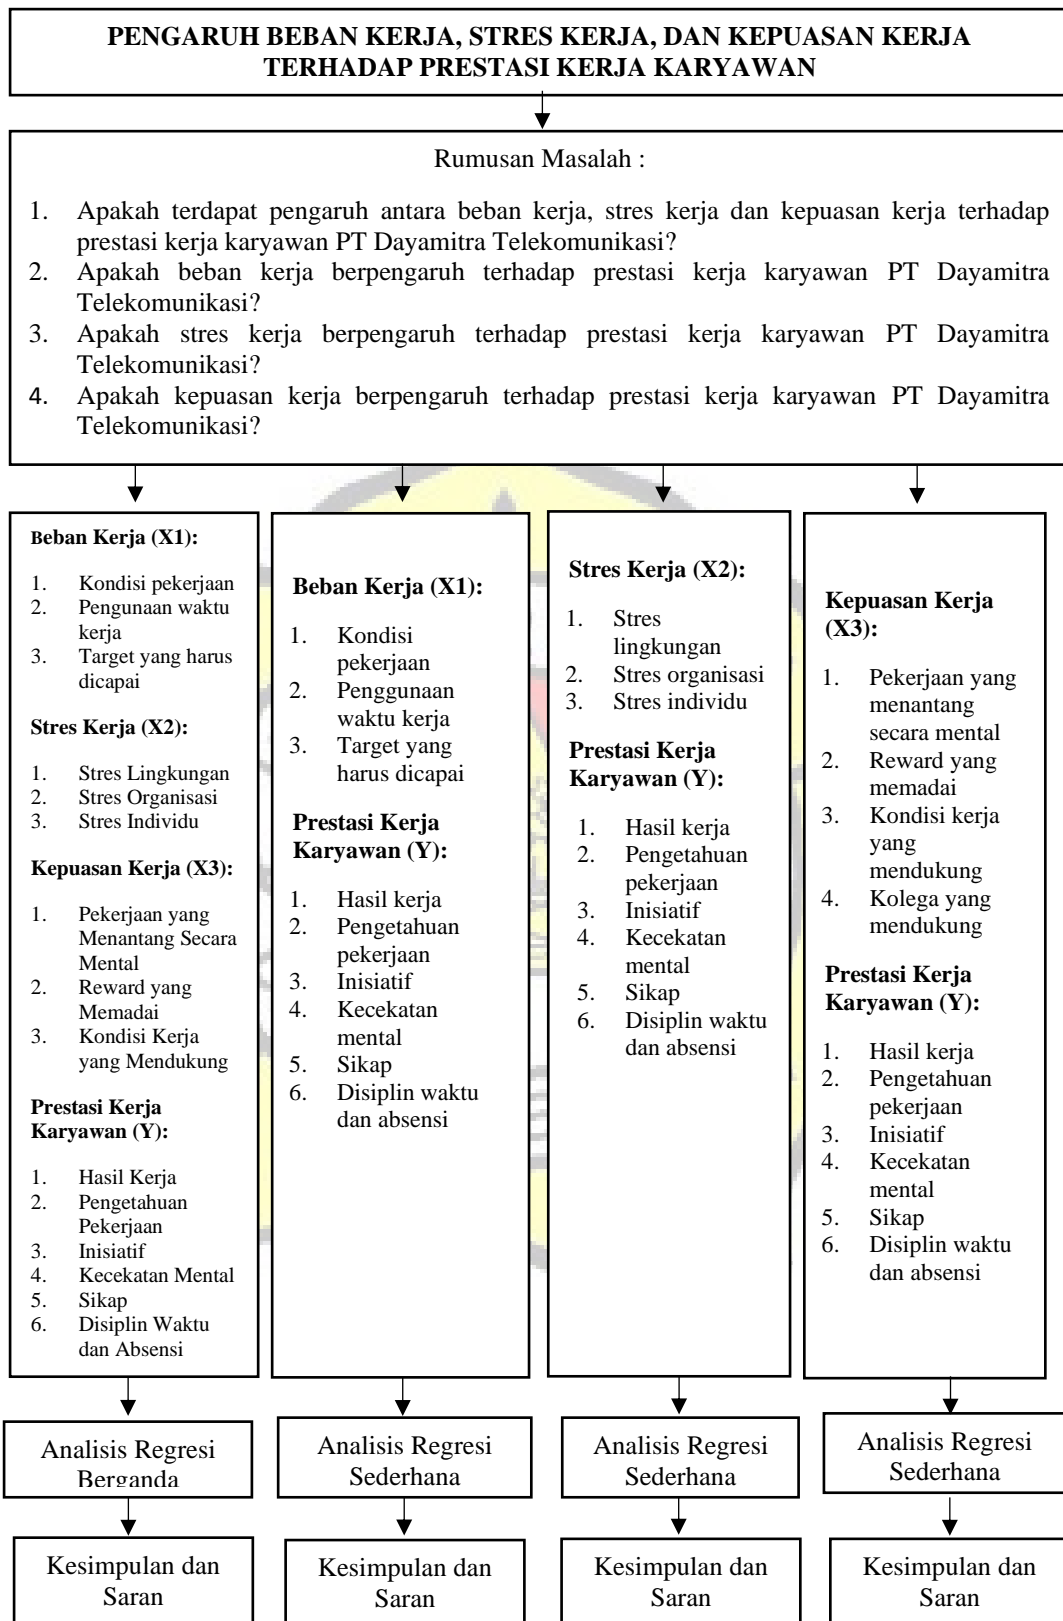 PENGARUH BEBAN KERJA, STRES KERJA, DAN KEPUASAN KERJA
TERHADAP PRESTASI KERJA KARYAWAN
Rumusan Masalah :
1. Apakah terdapat pengaruh antara beban kerja, stres kerja dan kepuasan kerja terhadap
prestasi kerja karyawan PT Dayamitra Telekomunikasi?
2. Apakah beban kerja berpengaruh terhadap prestasi kerja karyawan PT Dayamitra
Telekomunikasi?
3. Apakah stres kerja berpengaruh terhadap prestasi kerja karyawan PT Dayamitra
Telekomunikasi?
4. Apakah kepuasan kerja berpengaruh terhadap prestasi kerja karyawan PT Dayamitra
Telekomunikasi?
Beban Kerja (X1):
1. Kondisi pekerjaan
2. Pengunaan waktu
kerja
3. Target yang harus
dicapai
Stres Kerja (X2):
1. Stres Lingkungan
2. Stres Organisasi
3. Stres Individu
Kepuasan Kerja (X3):
1. Pekerjaan yang
Menantang Secara
Mental
2. Reward yang
Memadai
3. Kondisi Kerja
yang Mendukung
Prestasi Kerja
Karyawan (Y):
1. Hasil Kerja
2. Pengetahuan
Pekerjaan
3. Inisiatif
4. Kecekatan Mental
5. Sikap
6. Disiplin Waktu
dan Absensi
Beban Kerja (X1):
1. Kondisi
pekerjaan
2. Penggunaan
waktu kerja
3. Target yang
harus dicapai
Prestasi Kerja
Karyawan (Y):
1. Hasil kerja
2. Pengetahuan
pekerjaan
3. Inisiatif
4. Kecekatan
mental
5. Sikap
6. Disiplin waktu
dan absensi
Stres Kerja (X2):
1. Stres
lingkungan
2. Stres organisasi
3. Stres individu
Prestasi Kerja
Karyawan (Y):
1. Hasil kerja
2. Pengetahuan
pekerjaan
3. Inisiatif
4. Kecekatan
mental
5. Sikap
6. Disiplin waktu
dan absensi
Kepuasan Kerja
(X3):
1. Pekerjaan yang
menantang
secara mental
2. Reward yang
memadai
3. Kondisi kerja
yang
mendukung
4. Kolega yang
mendukung
Prestasi Kerja
Karyawan (Y):
1. Hasil kerja
2. Pengetahuan
pekerjaan
3. Inisiatif
4. Kecekatan
mental
5. Sikap
6. Disiplin waktu
dan absensi
Analisis Regresi
Berganda
Analisis Regresi
Sederhana
Analisis Regresi
Sederhana
Analisis Regresi
Sederhana
Kesimpulan dan
Saran
Kesimpulan dan
Saran
Kesimpulan dan
Saran
Kesimpulan dan
Saran